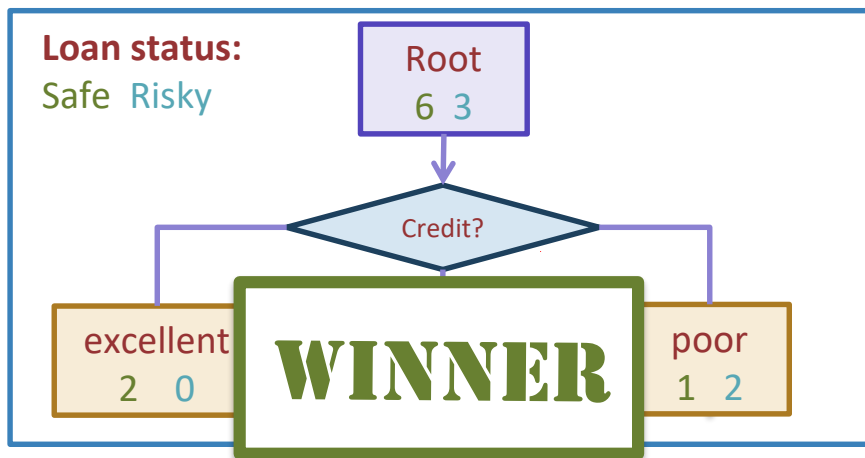 Loan status:
Safe Risky
Root
6 3
Credit?
excellent
2 0
WINNER
poor
1 2